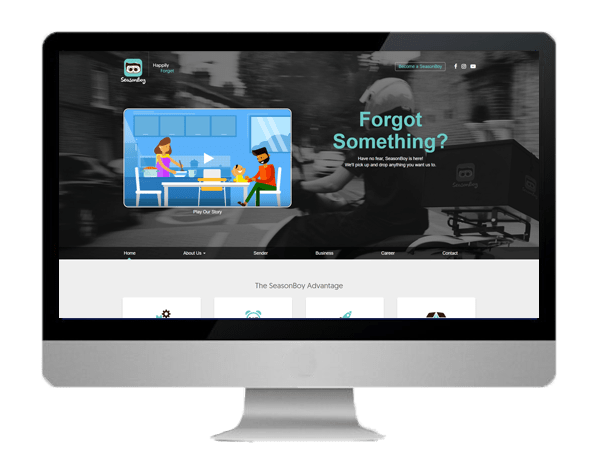 SeasonBoy
Happily
Forget
Become a SeasonBoy
Forgot
Something?
Have no fear, SeasonBoy is here!
We'll pick up and drop anything you want us to.
SeasonBoy
Play Our Story
Home
About Us
Sender
Business
Career
Contact
The SeasonBoy Advantage